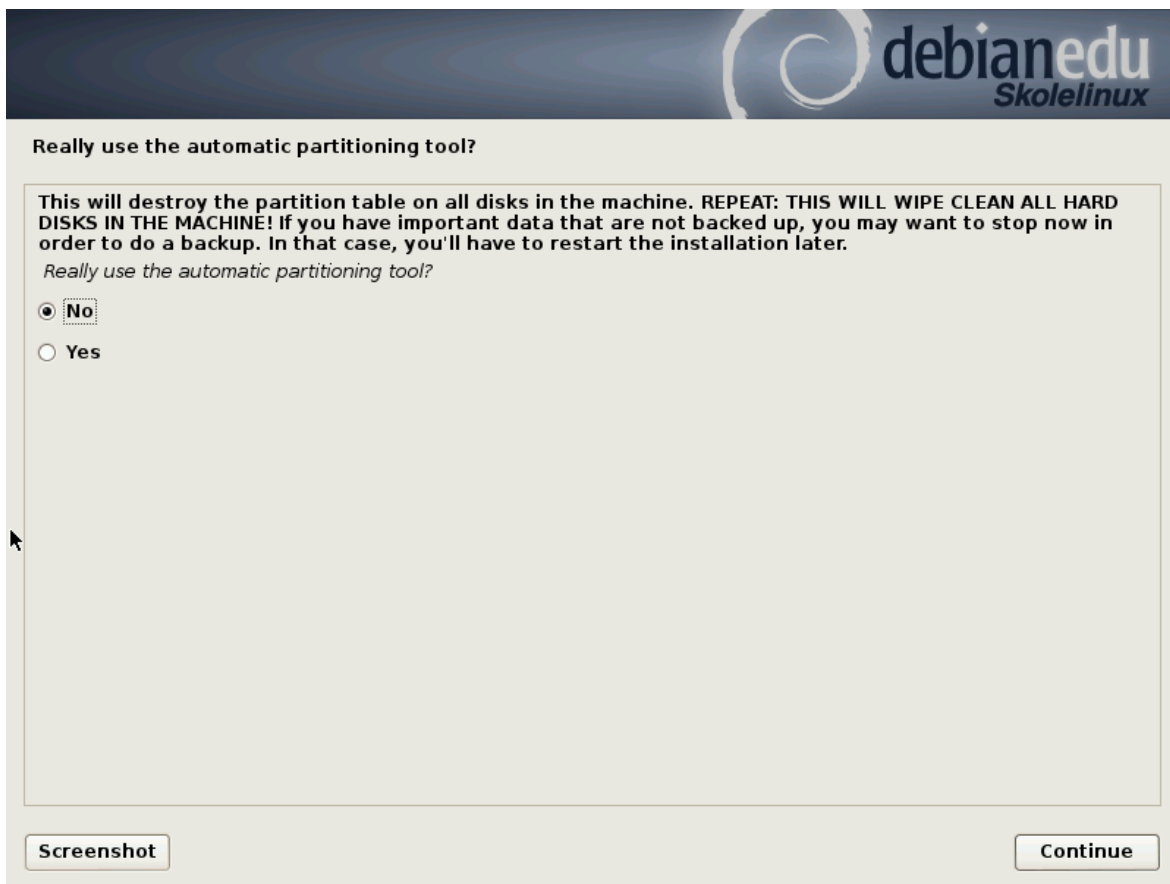 debianedu
Skolelinux
Really use the automatic partitioning tool?
This will destroy the partition table on all disks in the machine. REPEAT: THIS WILL WIPE CLEAN ALL HARD
DISKS IN THE MACHINE! If you have important data that are not backed up, you may want to stop now in
order to do a backup. In that case, you'll have to restart the installation later.
Really use the automatic partitioning tool?
No
Yes
Screenshot
Continue